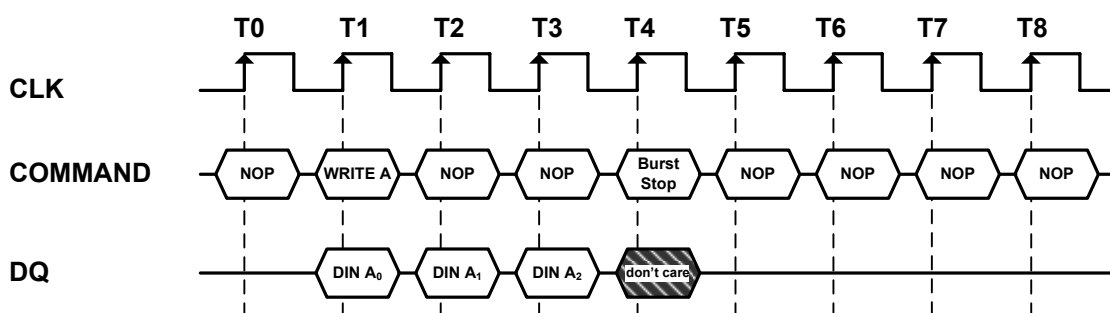 T0 T1 T2 T3 T4 T5 T6 T7 T8
CLK
COMMAND NOP WRITE A NOP NOP Burst Stop NOP NOP NOP NOP
DQ DIN A₀ DIN A₁ DIN A₂ don't care